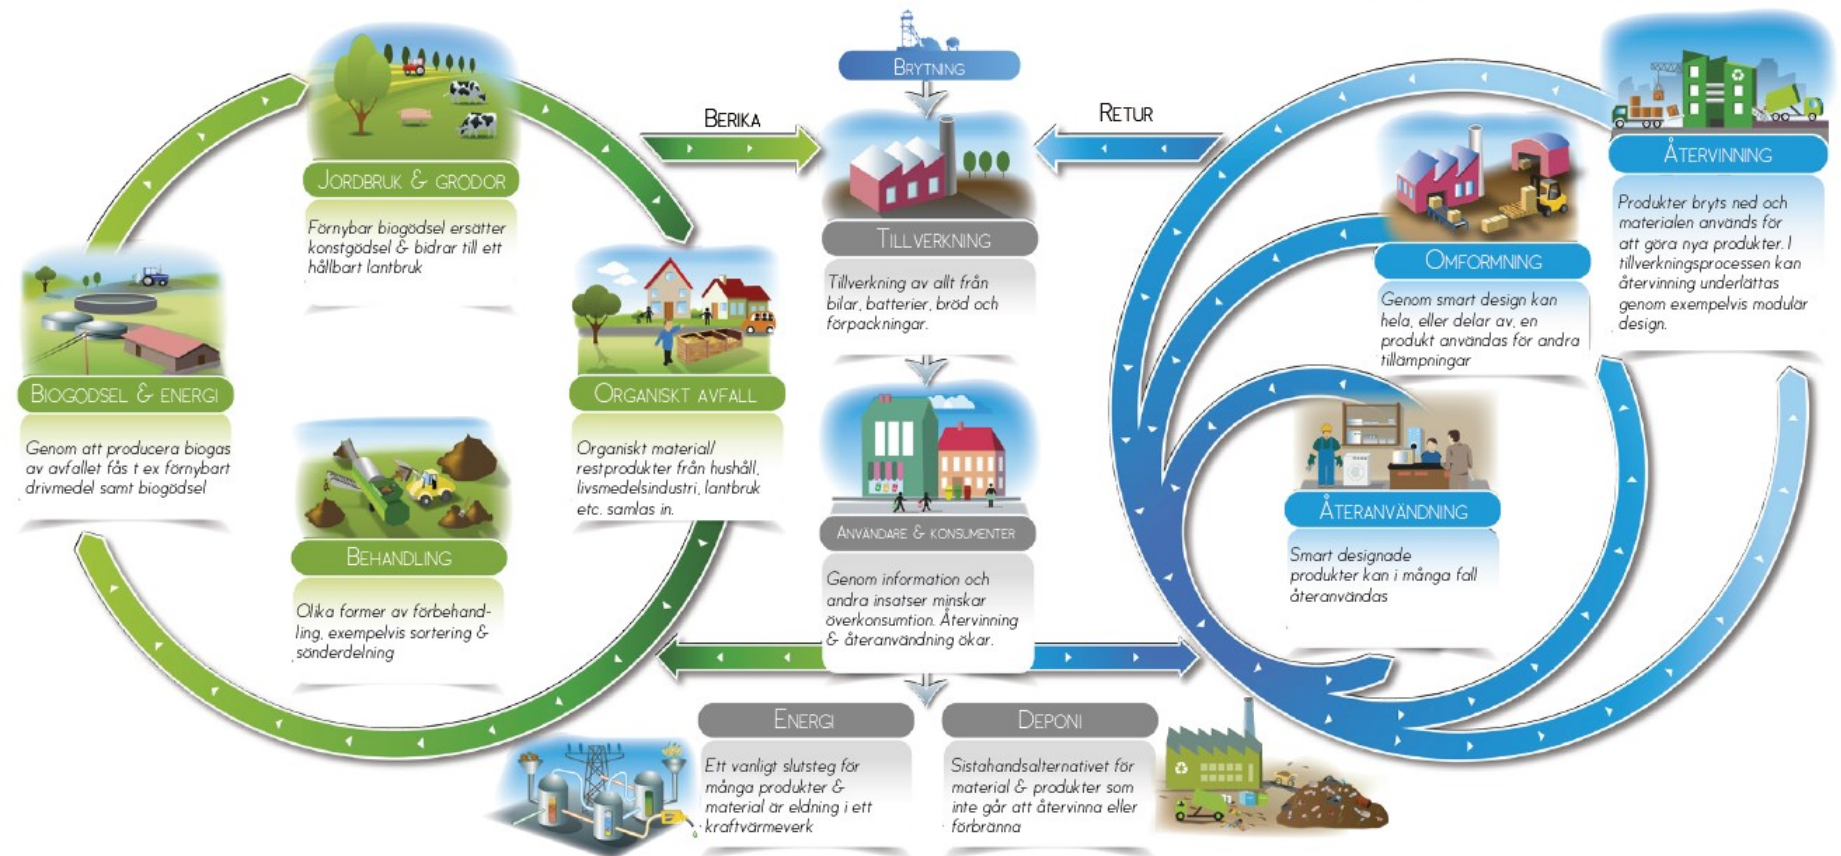 BRYTNING
BERIKA
RETUR
JORDBRUK & GRÖDOR
Förnybar biogödsel ersätter
konstgödsel & bidrar till ett
hållbart lantbruk
BIOGÖDSEL & ENERGI
Genom att producera biogas
av avfallet fås t ex förnybart
drivmedel samt biogödsel
BEHANDLING
Olika former av förbehand-
ling, exempelvis sortering &
sönderdelning
ORGANISKT AVFALL
Organiskt material/
restprodukter från hushåll,
livsmedelsindustri, lantbruk
etc. samlas in.
TILLVERKNING
Tillverkning av allt från
bilar, batterier, bröd och
förpackningar.
ANVÄNDARE & KONSUMENTER
Genom information och
andra insatser minskar
överkonsumtion. Återvinning
& återanvändning ökar.
ENERGI
Ett vanligt slutsteg för
många produkter &
material är eldning i ett
kraftvärmeverk
DEPONI
Sistahandsalternativet för
material & produkter som
inte går att återvinna eller
förbränna
ÅTERVINNING
Produkter bryts ned och
materialen används för
att göra nya produkter. I
tillverkningsprocessen kan
återvinning underlättas
genom exempelvis modulär
design.
OMFORMNING
Genom smart design kan
hela, eller delar av, en
produkt användas för andra
tillämpningar
ÅTERANVÄNDNING
Smart designade
produkter kan i många fall
återanvändas